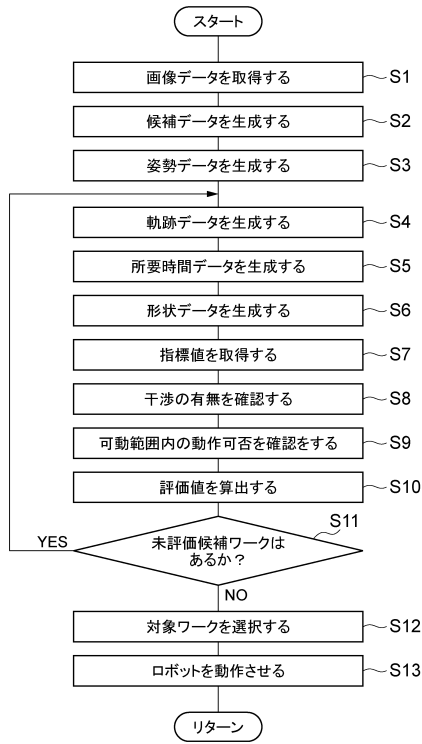 スタート
画像データを取得する S1
候補データを生成する S2
姿勢データを生成する S3
軌跡データを生成する S4
所要時間データを生成する S5
形状データを生成する S6
指標値を取得する S7
干渉の有無を確認する S8
可動範囲内の動作可否を確認をする S9
評価値を算出する S10
S11
YES
未評価候補ワークは
あるか？
NO
対象ワークを選択する S12
ロボットを動作させる S13
リターン